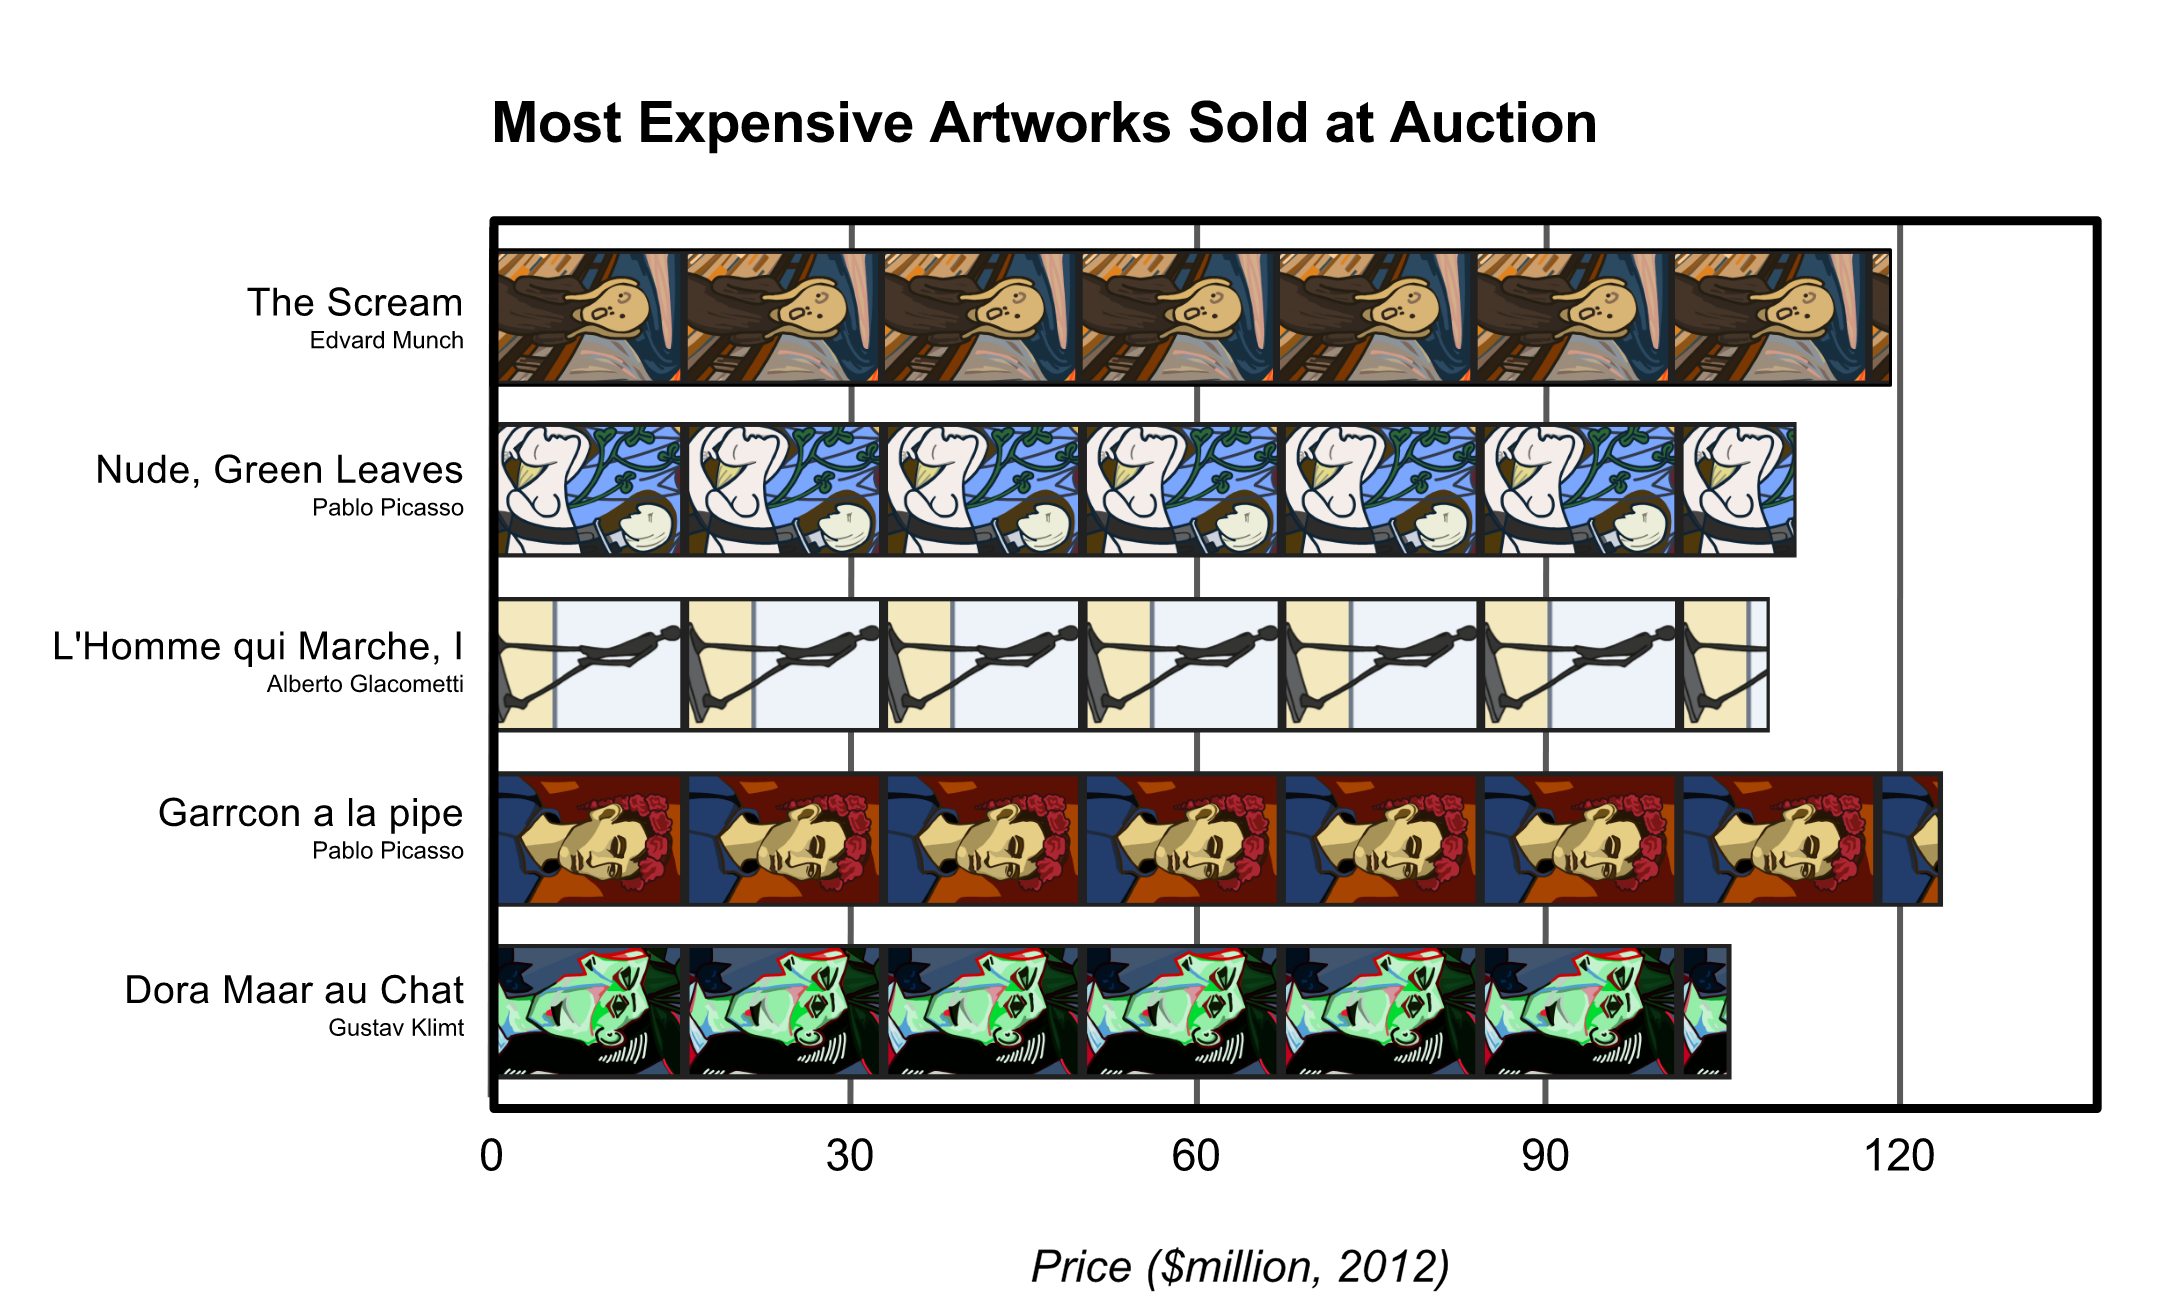 Most Expensive Artworks Sold at Auction
The Scream
Edvard Munch
Nude, Green Leaves
Pablo Picasso
L'Homme qui Marche, I
Alberto Glacometti
Garrcon a la pipe
Pablo Picasso
Dora Maar au Chat
Gustav Klimt
0 30 60 90 120
Price ($million, 2012)